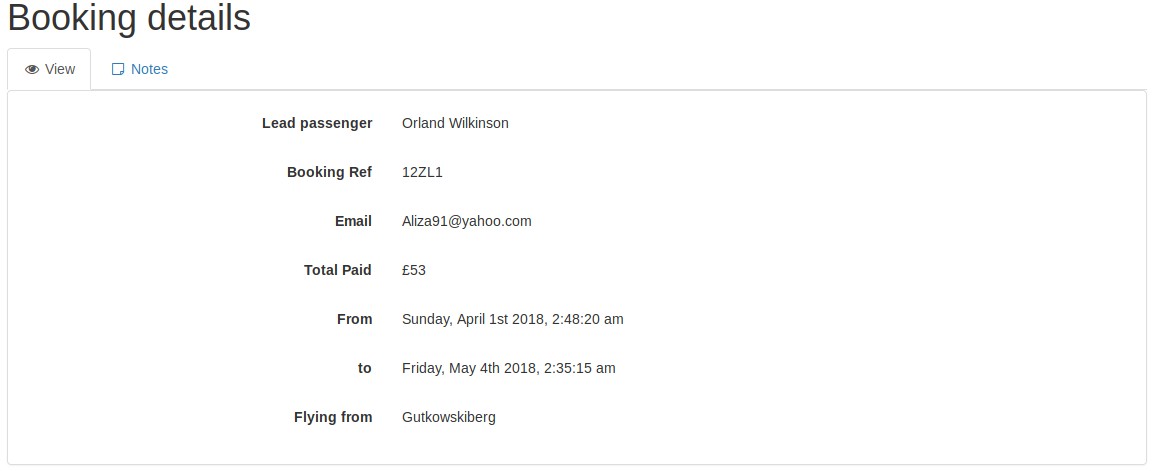 Booking details
View Notes
Lead passenger Orland Wilkinson
Booking Ref 12ZL1
Email Aliza91@yahoo.com
Total Paid £53
From Sunday, April 1st 2018, 2:48:20 am
to Friday, May 4th 2018, 2:35:15 am
Flying from Gutkowskiberg